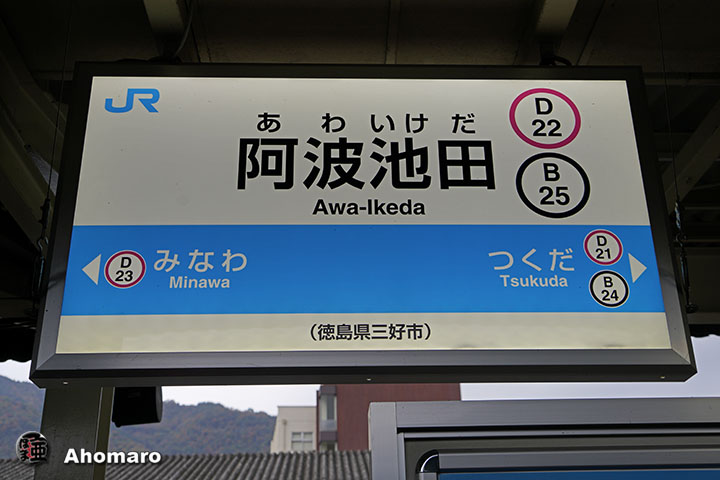 JR
あわいけだ
阿波池田
Awa-Ikeda
D
22
B
25
D
23
みなわ
Minawa
つくだ
Tsukuda
D
21
B
24
(徳島県三好市)
Ahomaro